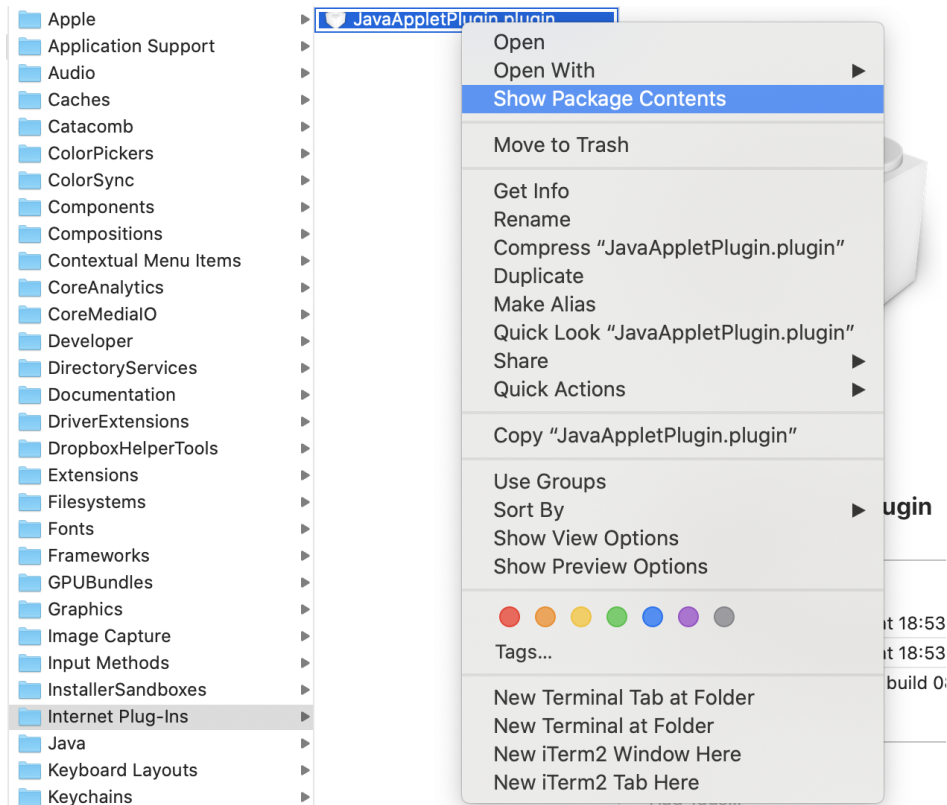 Apple
Application Support
Audio
Caches
Catacomb
ColorPickers
ColorSync
Components
Compositions
Contextual Menu Items
CoreAnalytics
CoreMediaIO
Developer
DirectoryServices
Documentation
DriverExtensions
DropboxHelperTools
Extensions
Filesystems
Fonts
Frameworks
GPUBundles
Graphics
Image Capture
Input Methods
InstallerSandboxes
Internet Plug-Ins
Java
Keyboard Layouts
Keychains
JavaAppletPlugin.plugin
Open
Open With
Show Package Contents
Move to Trash
Get Info
Rename
Compress “JavaAppletPlugin.plugin”
Duplicate
Make Alias
Quick Look “JavaAppletPlugin.plugin”
Share
Quick Actions
Copy “JavaAppletPlugin.plugin”
Use Groups
Sort By
Show View Options
Show Preview Options
Tags...
New Terminal Tab at Folder
New Terminal at Folder
New iTerm2 Window Here
New iTerm2 Tab Here
ugin
at 18:53
at 18:53
build 08